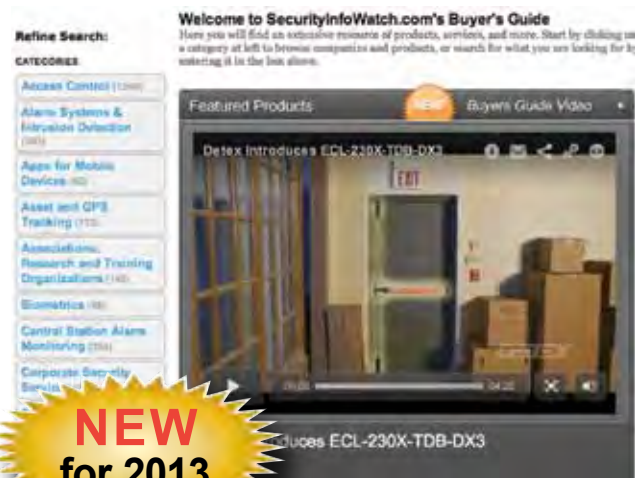 Refine Search:
CATEGORIES
Access Control
Alarm Systems &
Intrusion Detection
Apps for Mobile
Devices
Asset and GPS
Tracking
Associations,
Research and Training
Organizations
Biometrics
Central Station Alarm
Monitoring
Corporate Security
Welcome to SecurityInfoWatch.com's Buyer's Guide
Here you will find an extensive resource of products, services, and more. Start by clicking on
a category at left to browse companies and products, or search for what you are looking for by
entering it in the box above.
Featured Products
NEW
Buyers Guide Video
Detex Introduces ECL-230X-TDB-DX3
EXIT
00:00
04:20
duces ECL-230X-TDB-DX3
NEW
for 2013